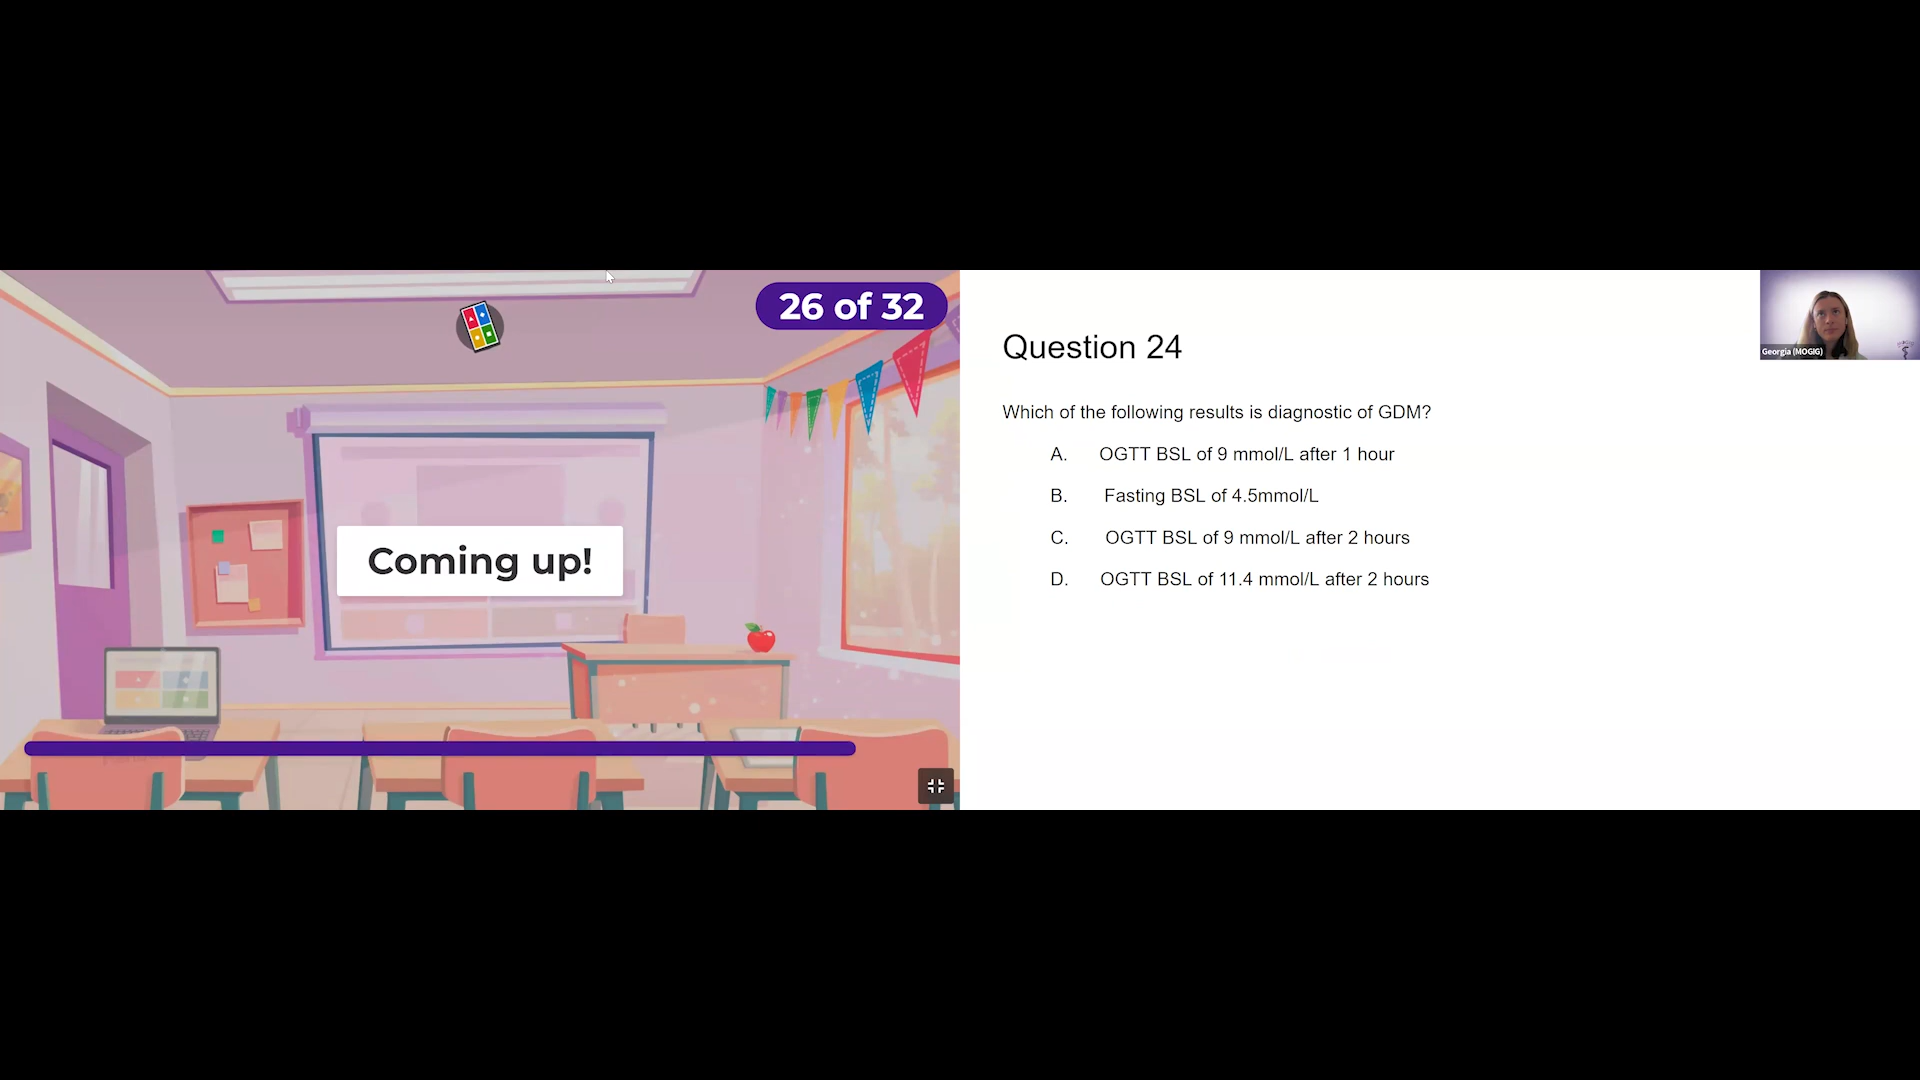 26 of 32
Coming up!
Question 24
Which of the following results is diagnostic of GDM?
A. OGTT BSL of 9 mmol/L after 1 hour
B. Fasting BSL of 4.5mmol/L
C. OGTT BSL of 9 mmol/L after 2 hours
D. OGTT BSL of 11.4 mmol/L after 2 hours
Georgia (MOGIG)